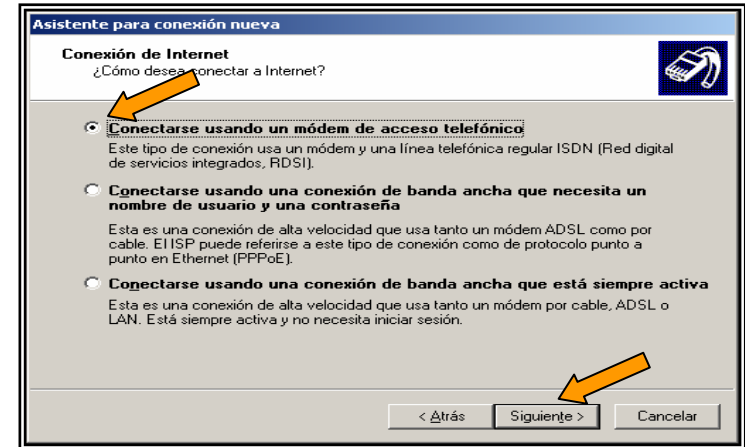 Asistente para conexión nueva
Conexión de Internet
¿Cómo desea conectar a Internet?
Conectarse usando un módem de acceso telefónico
Este tipo de conexión usa un módem y una línea telefónica regular ISDN (Red digital
de servicios integrados, RDSI).
Conectarse usando una conexión de banda ancha que necesita un
nombre de usuario y una contraseña
Esta es una conexión de alta velocidad que usa tanto un módem ADSL como por
cable. El ISP puede referirse a este tipo de conexión como de protocolo punto a
punto en Ethernet (PPPoE).
Conectarse usando una conexión de banda ancha que está siempre activa
Esta es una conexión de alta velocidad que usa tanto un módem por cable, ADSL o
LAN. Está siempre activa y no necesita iniciar sesión.
< Atrás Siguiente > Cancelar